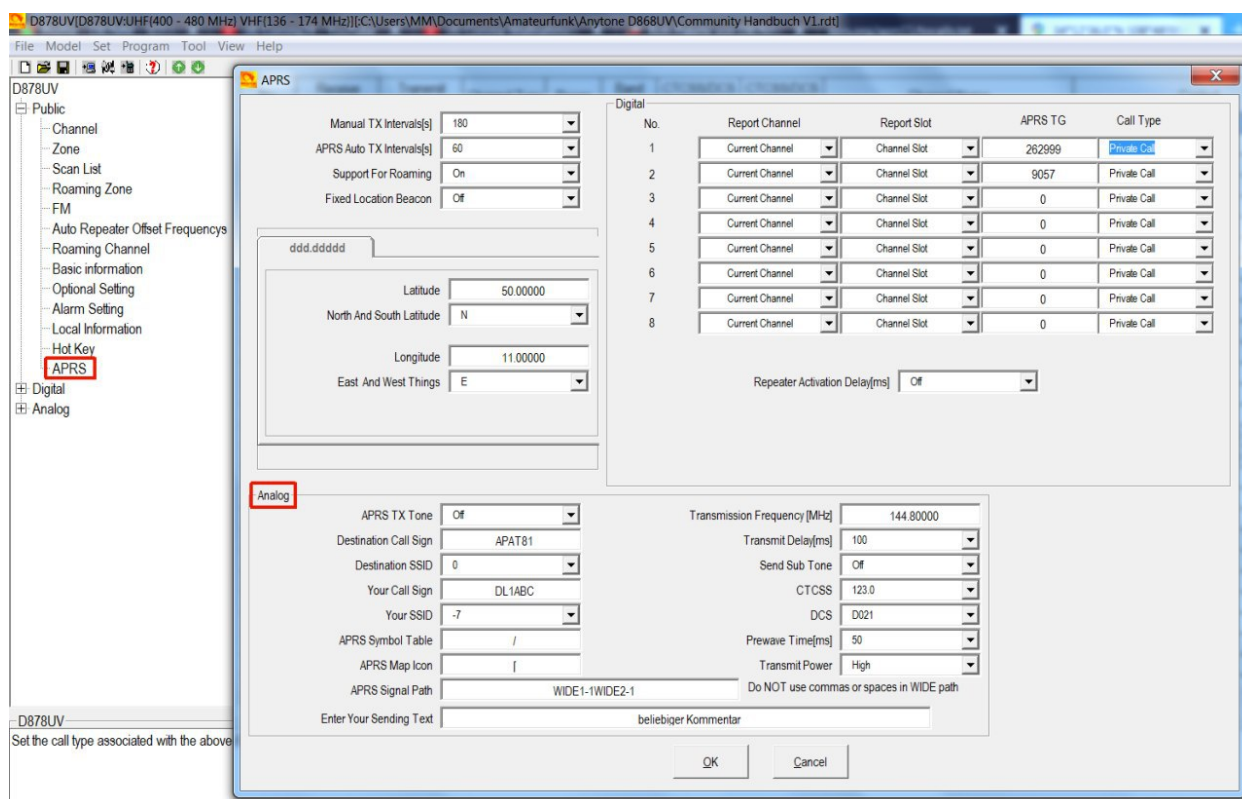 D878UV[D878UV:UHF(400 - 480 MHz) VHF(136 - 174 MHz)][:C:\Users\MM\Documents\Amateurfunk\Anytone D868UV\Community Handbuch V1.rdt]
File Model Set Program Tool View Help
D878UV
Public
Channel
Zone
Scan List
Roaming Zone
FM
Auto Repeater Offset Frequencys
Roaming Channel
Basic information
Optional Setting
Alarm Setting
Local Information
Hot Key
APRS
Digital
Analog
D878UV
Set the call type associated with the above
APRS
Manual TX Intervals[s] 180
APRS Auto TX Intervals[s] 60
Support For Roaming On
Fixed Location Beacon Off
ddd.ddddd
Latitude 50.00000
North And South Latitude N
Longitude 11.00000
East And West Things E
Digital
No. Report Channel Report Slot APRS TG Call Type
1 Current Channel Channel Slot 262999 Private Call
2 Current Channel Channel Slot 9057 Private Call
3 Current Channel Channel Slot 0 Private Call
4 Current Channel Channel Slot 0 Private Call
5 Current Channel Channel Slot 0 Private Call
6 Current Channel Channel Slot 0 Private Call
7 Current Channel Channel Slot 0 Private Call
8 Current Channel Channel Slot 0 Private Call
Repeater Activation Delay[ms] Off
Analog
APRS TX Tone Off
Destination Call Sign APAT81
Destination SSID 0
Your Call Sign DL1ABC
Your SSID -7
APRS Symbol Table /
APRS Map Icon [
APRS Signal Path WIDE1-1WIDE2-1
Enter Your Sending Text beliebiger Kommentar
Transmission Frequency [MHz] 144.80000
Transmit Delay[ms] 100
Send Sub Tone Off
CTCSS 123.0
DCS D021
Prewave Time[ms] 50
Transmit Power High
Do NOT use commas or spaces in WIDE path
OK Cancel